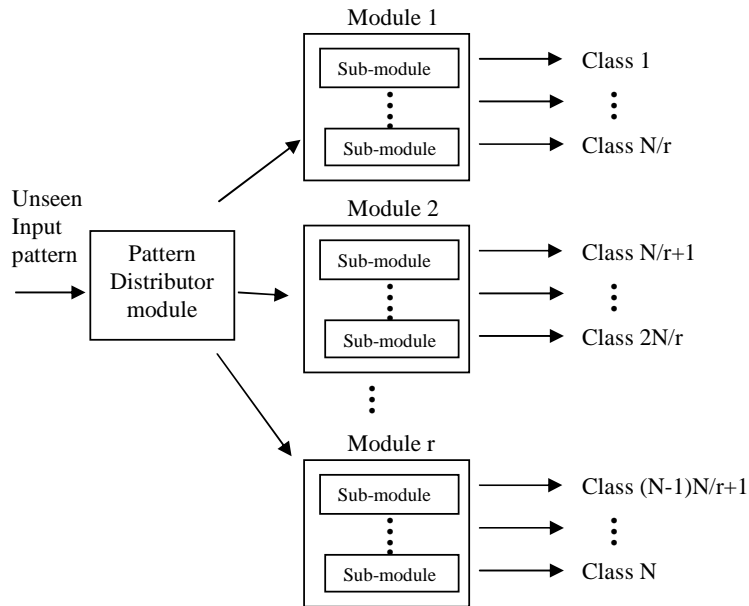 Module 1
Sub-module
Sub-module
Class 1
Class N/r
Unseen
Input
pattern
Pattern
Distributor
module
Module 2
Sub-module
Sub-module
Class N/r+1
Class 2N/r
Module r
Sub-module
Sub-module
Class (N-1)N/r+1
Class N